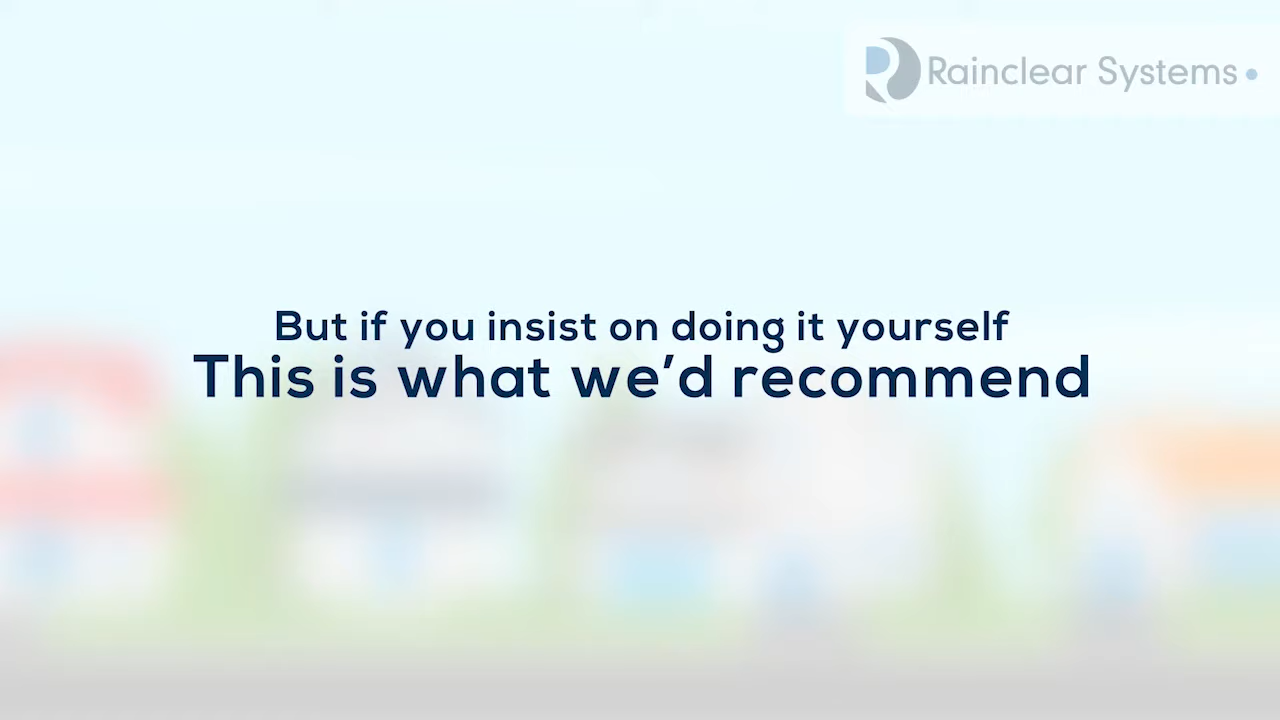 Rainclear Systems
But if you insist on doing it yourself
This is what we’d recommend